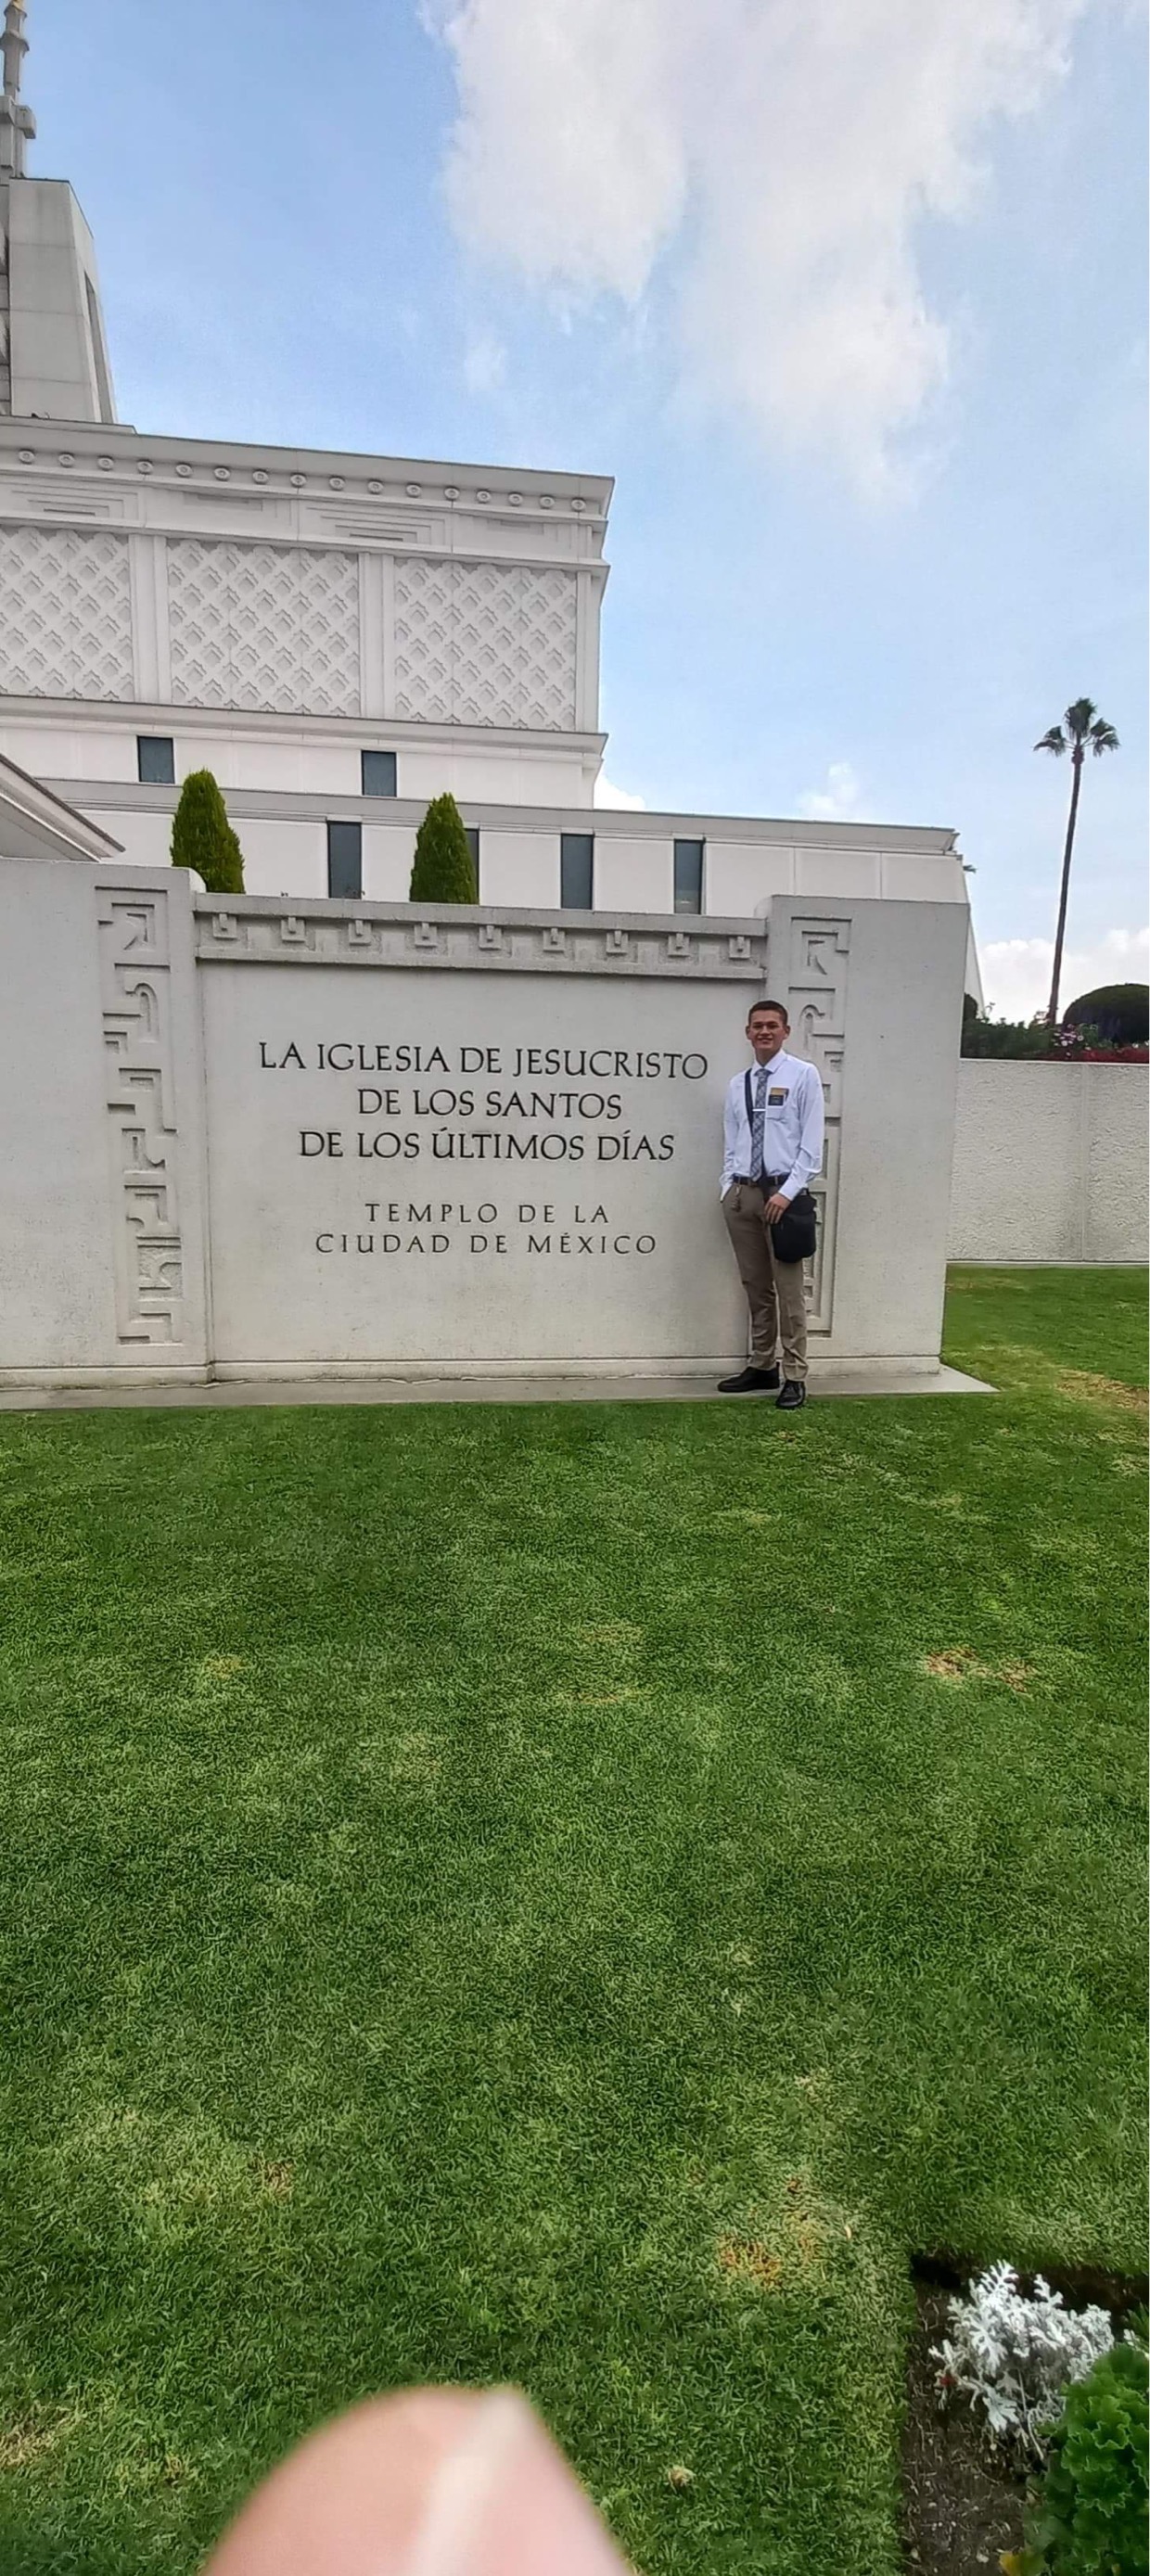 LA IGLESIA DE JESUCRISTO
DE LOS SANTOS
DE LOS ÚLTIMOS DÍAS
TEMPLO DE LA
CIUDAD DE MÉXICO